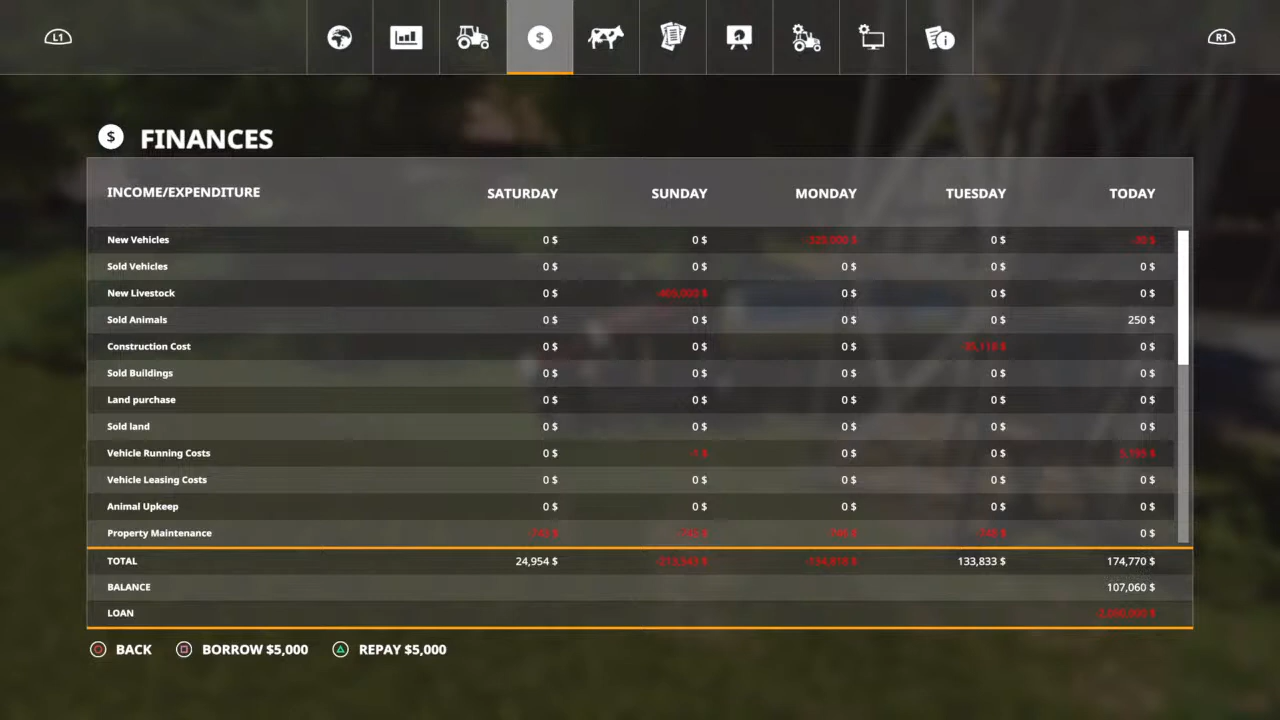 L1 R1
$ FINANCES
INCOME/EXPENDITURE SATURDAY SUNDAY MONDAY TUESDAY TODAY
New Vehicles 0 $ 0 $ 0 $
Sold Vehicles 0 $ 0 $ 0 $ 0 $ 0 $
New Livestock 0 $ 0 $ 0 $ 0 $
Sold Animals 0 $ 0 $ 0 $ 0 $ 250 $
Construction Cost 0 $ 0 $ 0 $ 0 $
Sold Buildings 0 $ 0 $ 0 $ 0 $ 0 $
Land purchase 0 $ 0 $ 0 $ 0 $ 0 $
Sold land 0 $ 0 $ 0 $ 0 $ 0 $
Vehicle Running Costs 0 $ -1 $ 0 $ 0 $
Vehicle Leasing Costs 0 $ 0 $ 0 $ 0 $ 0 $
Animal Upkeep 0 $ 0 $ 0 $ 0 $ 0 $
Property Maintenance 0 $
TOTAL 24,954 $ 133,833 $ 174,770 $
BALANCE 107,060 $
LOAN
BACK BORROW $5,000 REPAY $5,000